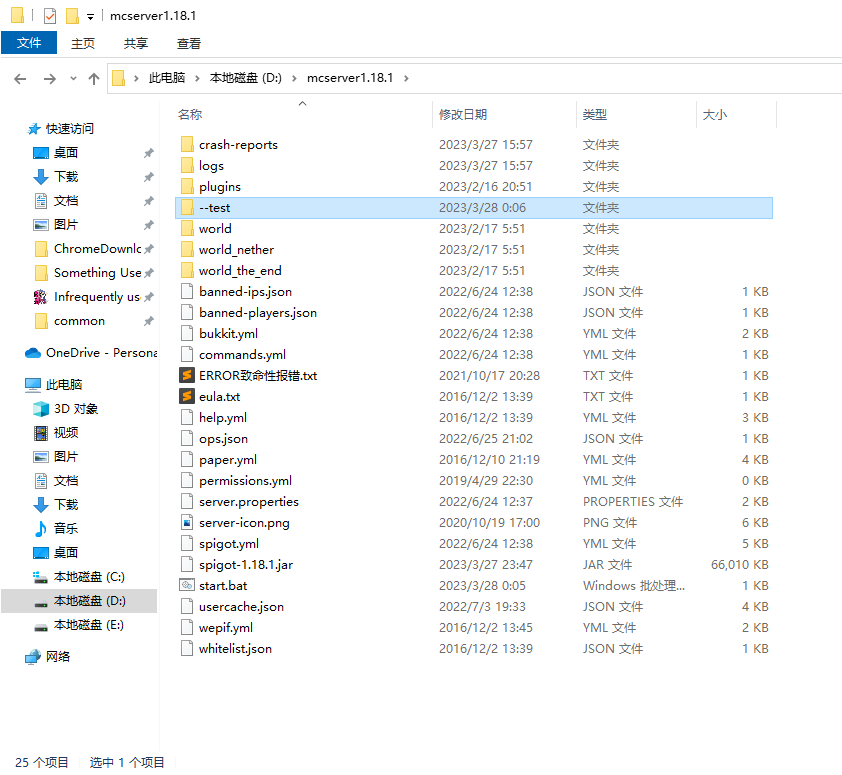 mcserver1.18.1
文件 主页 共享 查看
此电脑 本地磁盘 (D:) mcserver1.18.1
名称 修改日期 类型 大小
快速访问
桌面
下载
文档
图片
ChromeDownlc
Something Use
Infrequently us
common
OneDrive - Persona
此电脑
3D 对象
视频
图片
文档
下载
音乐
桌面
本地磁盘 (C:)
本地磁盘 (D:)
本地磁盘 (E:)
网络
crash-reports 2023/3/27 15:57 文件夹
logs 2023/3/27 15:57 文件夹
plugins 2023/2/16 20:51 文件夹
--test 2023/3/28 0:06 文件夹
world 2023/2/17 5:51 文件夹
world_nether 2023/2/17 5:51 文件夹
world_the_end 2023/2/17 5:51 文件夹
banned-ips.json 2022/6/24 12:38 JSON 文件 1 KB
banned-players.json 2022/6/24 12:38 JSON 文件 1 KB
bukkit.yml 2022/6/24 12:38 YML 文件 2 KB
commands.yml 2022/6/24 12:38 YML 文件 1 KB
ERROR致命性报错.txt 2021/10/17 20:28 TXT 文件 1 KB
eula.txt 2016/12/2 13:39 TXT 文件 1 KB
help.yml 2016/12/2 13:39 YML 文件 3 KB
ops.json 2022/6/25 21:02 JSON 文件 1 KB
paper.yml 2016/12/10 21:19 YML 文件 4 KB
permissions.yml 2019/4/29 22:30 YML 文件 0 KB
server.properties 2022/6/24 12:37 PROPERTIES 文件 2 KB
server-icon.png 2020/10/19 17:00 PNG 文件 6 KB
spigot.yml 2022/6/24 12:38 YML 文件 5 KB
spigot-1.18.1.jar 2023/3/27 23:47 JAR 文件 66,010 KB
start.bat 2023/3/28 0:05 Windows 批处理... 1 KB
usercache.json 2022/7/3 19:33 JSON 文件 4 KB
wepif.yml 2016/12/2 13:45 YML 文件 2 KB
whitelist.json 2016/12/2 13:39 JSON 文件 1 KB
25 个项目 选中 1 个项目